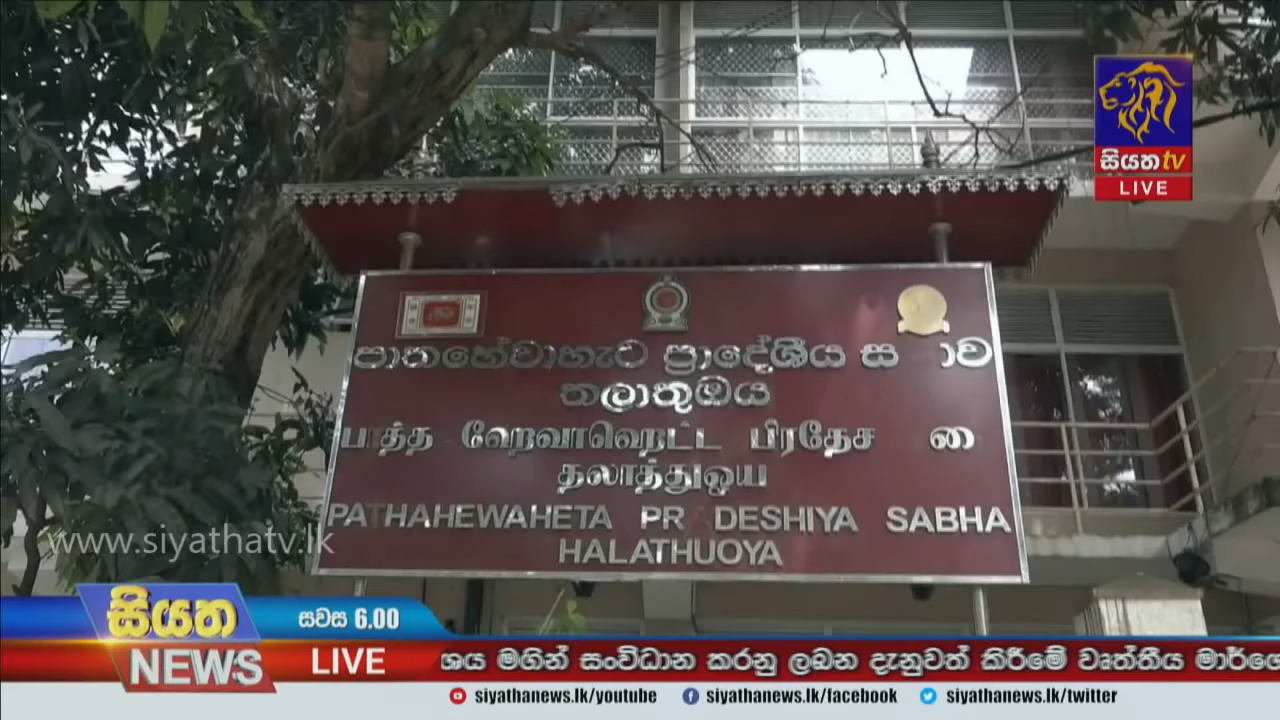 සියත tv
LIVE
පාතහේවාහැට ප්‍රාදේශීය ස ාව
තලාතුඔය
பாத்த ஹேவாஹெட்ட பிரதேச ை
தலாத்துஓய
PATHAHEWAHETA PR DESHIYA SABHA
HALATHUOYA
www.siyathatv.lk
සියත
සවස 6.00
NEWS
LIVE
ශය මගින් සංවිධාන කරනු ලබන දැනුවත් කිරීමේ වෘත්තීය මාර්ගෝ
siyathanews.lk/youtube
siyathanews.lk/facebook
siyathanews.lk/twitter